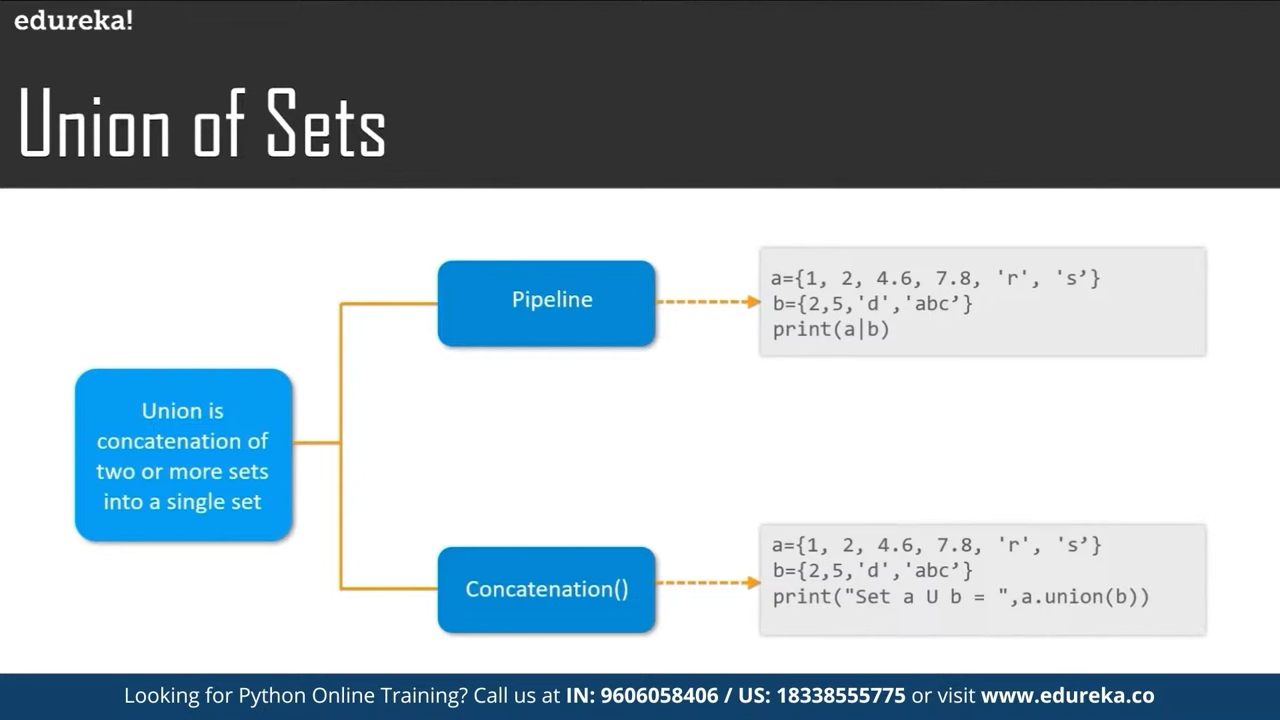 edureka!
Union of Sets
Union is
concatenation of
two or more sets
into a single set
Pipeline
a={1, 2, 4.6, 7.8, 'r', 's’}
b={2,5,'d','abc’}
print(a|b)
Concatenation()
a={1, 2, 4.6, 7.8, 'r', 's’}
b={2,5,'d','abc’}
print("Set a U b = ",a.union(b))
Looking for Python Online Training? Call us at IN: 9606058406 / US: 18338555775 or visit www.edureka.co